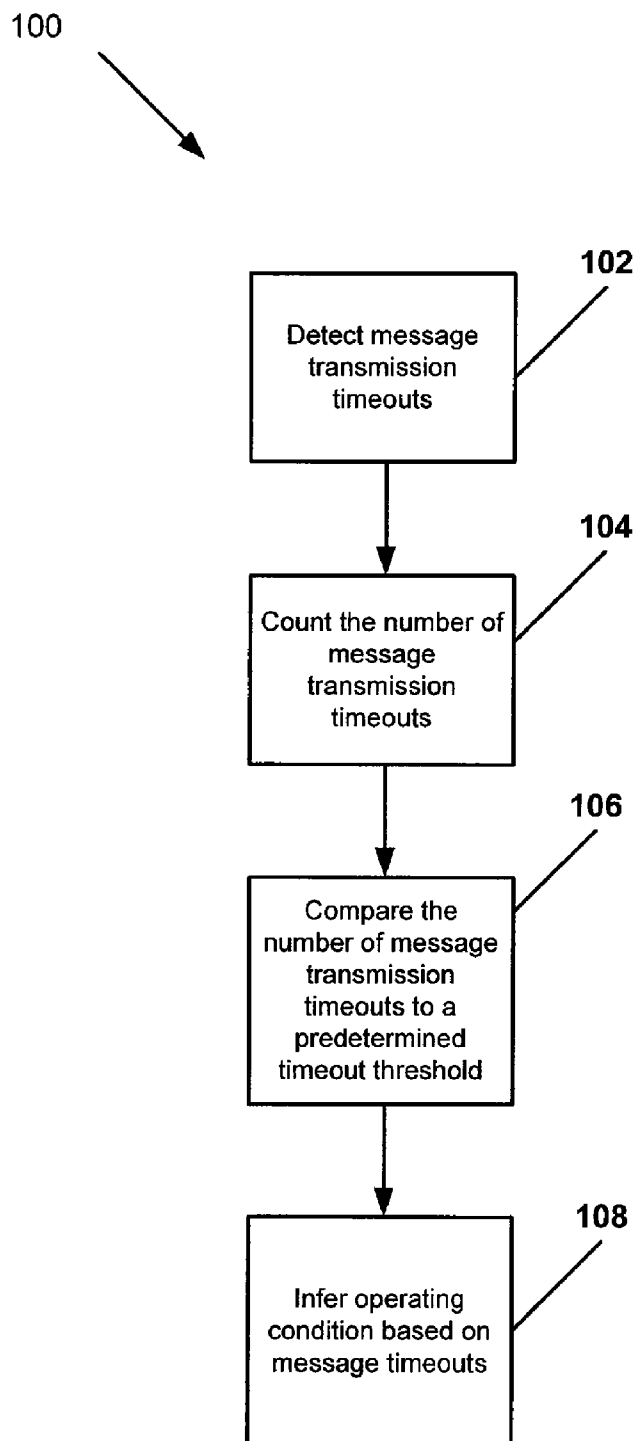 100
102
Detect message
transmission
timeouts
104
Count the number of
message
transmission
timeouts
106
Compare the
number of message
transmission
timeouts to a
predetermined
timeout threshold
108
Infer operating
condition based on
message timeouts